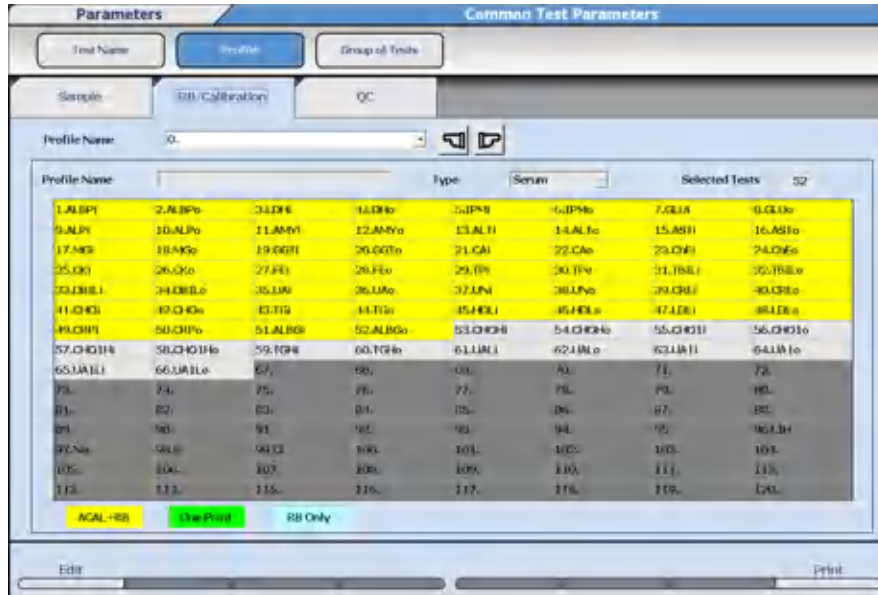 Parameters Common Test Parameters
Test Name Profile Group of Tests
Sample RB/Calibration QC
Profile Name 0.
Profile Name Type Serum Selected Tests 52
1.ALBPi 2.ALBPo 3.LDHi 4.LDHo 5.IPMi 6.IPMo 7.GLUi 8.GLUo
9.ALPi 10.ALPo 11.AMYi 12.AMYo 13.ALTi 14.ALTo 15.ASTi 16.ASTo
17.MGi 18.MGo 19.GGTi 20.GGTo 21.CAi 22.CAo 23.ChEi 24.ChEo
25.CKi 26.CKo 27.FEi 28.FEo 29.TPi 30.TPo 31.TBILi 32.TBILo
33.DBILi 34.DBILo 35.UAi 36.UAo 37.UNi 38.UNo 39.CREi 40.CREo
41.CHOi 42.CHOo 43.TGi 44.TGo 45.HDLi 46.HDLo 47.LDLi 48.LDLo
49.CRPi 50.CRPo 51.ALBGi 52.ALBGo 53.CHOHi 54.CHOHo 55.CHO1i 56.CHO1o
57.CHO1Hi 58.CHO1Ho 59.TGHi 60.TGHo 61.UALi 62.UALo 63.UA1i 64.UA1o
65.UA1Li 66.UA1Lo 67. 68. 69. 70. 71. 72.
73. 74. 75. 76. 77. 78. 79. 80.
81. 82. 83. 84. 85. 86. 87. 88.
89. 90. 91. 92. 93. 94. 95. 96.LIH
97.Na 98.K 99.Cl 100. 101. 102. 103. 104.
105. 106. 107. 108. 109. 110. 111. 112.
113. 115. 116. 117. 118. 119. 120.
ACAL+RB One Point RB Only
Edit Print